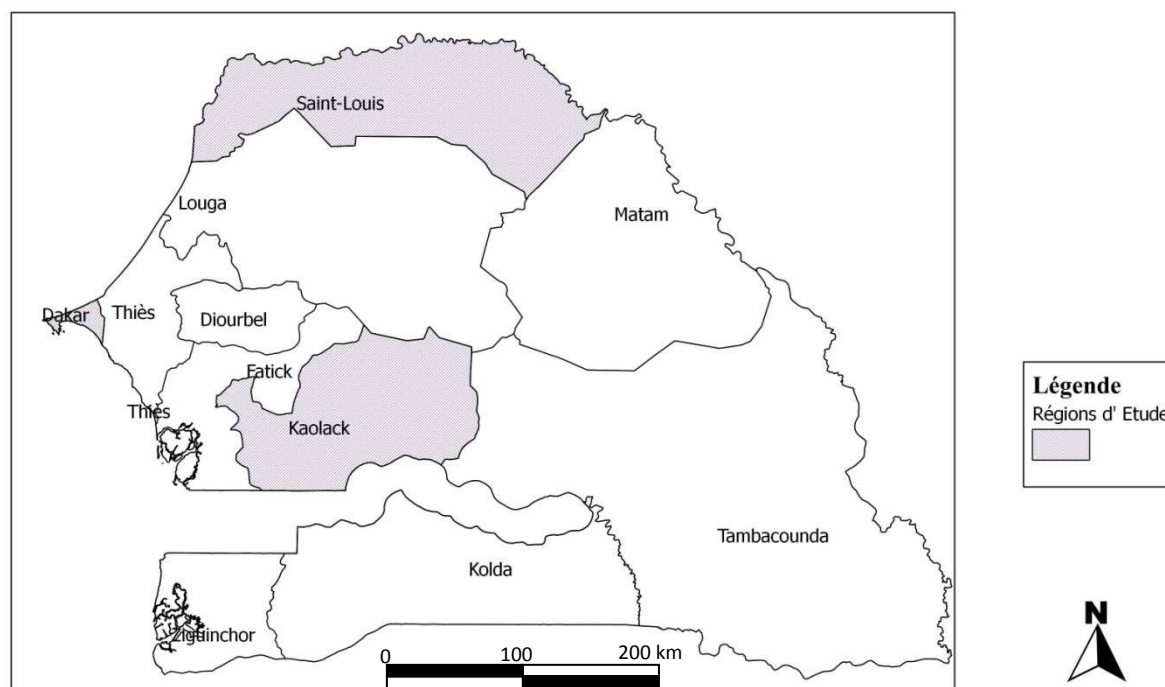 Saint-Louis
Louga
Matam
Dakar
Thiès
Diourbel
Fatick
Thiès
Kaolack
Tambacounda
Kolda
Ziguinchor
0 100 200 km
Légende
Régions d' Etude
N